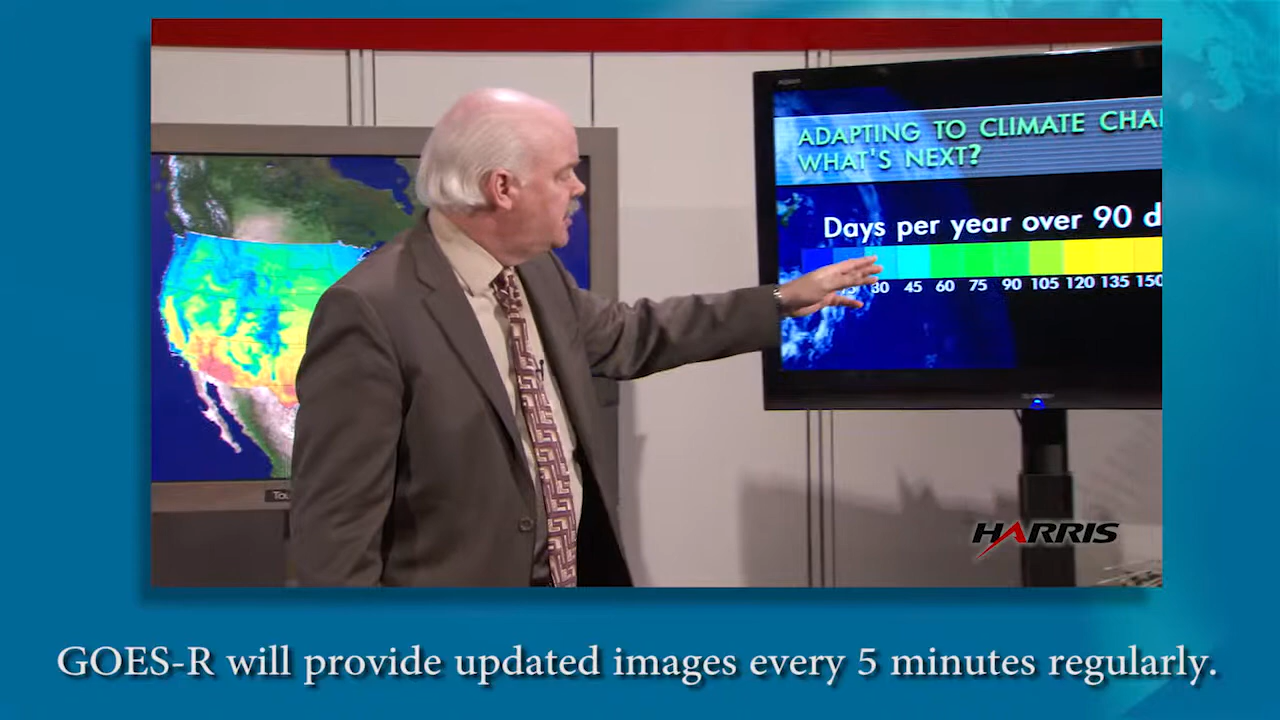 ADAPTING TO CLIMATE CHA
WHAT'S NEXT?
Days per year over 90 d
15 30 45 60 75 90 105 120 135 150
HARRIS
GOES-R will provide updated images every 5 minutes regularly.